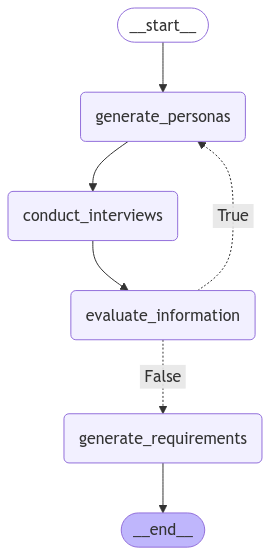 __start__
generate_personas
conduct_interviews
True
evaluate_information
False
generate_requirements
__end__